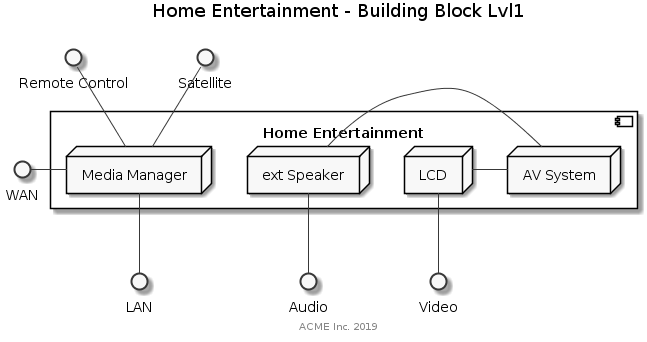 Home Entertainment - Building Block Lvl1
Remote Control
Satellite
Home Entertainment
WAN
Media Manager
ext Speaker
LCD
AV System
LAN
Audio
Video
ACME Inc. 2019